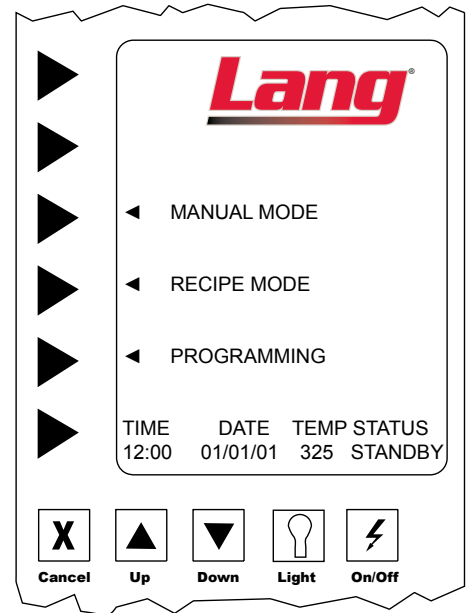 Lang®
MANUAL MODE
RECIPE MODE
PROGRAMMING
TIME DATE TEMP STATUS
12:00 01/01/01 325 STANDBY
X
Cancel Up Down Light On/Off